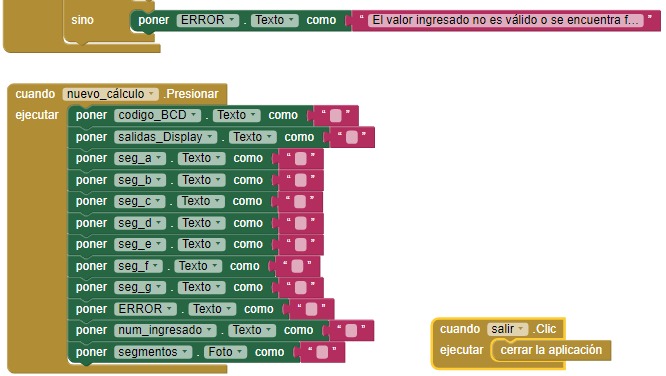 sino poner ERROR . Texto como " El valor ingresado no es válido o se encuentra f... "
cuando nuevo_cálculo .Presionar
ejecutar poner codigo_BCD . Texto como " "
poner salidas_Display . Texto como " "
poner seg_a . Texto como " "
poner seg_b . Texto como " "
poner seg_c . Texto como " "
poner seg_d . Texto como " "
poner seg_e . Texto como " "
poner seg_f . Texto como " "
poner seg_g . Texto como " "
poner ERROR . Texto como " "
poner num_ingresado . Texto como " "
poner segmentos . Foto como " "
cuando salir .Clic
ejecutar cerrar la aplicación